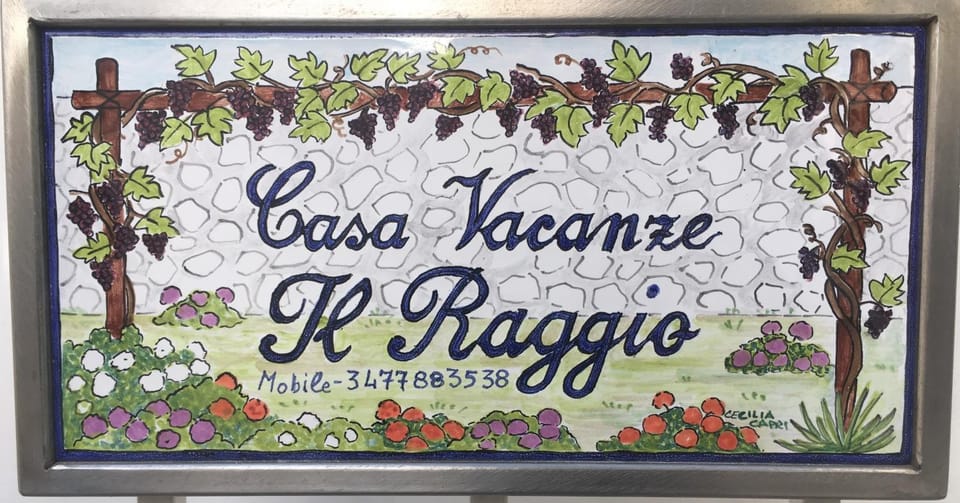 Casa Vacanze
Il Raggio
Mobile-3477883538
CECILIA
CAPRI